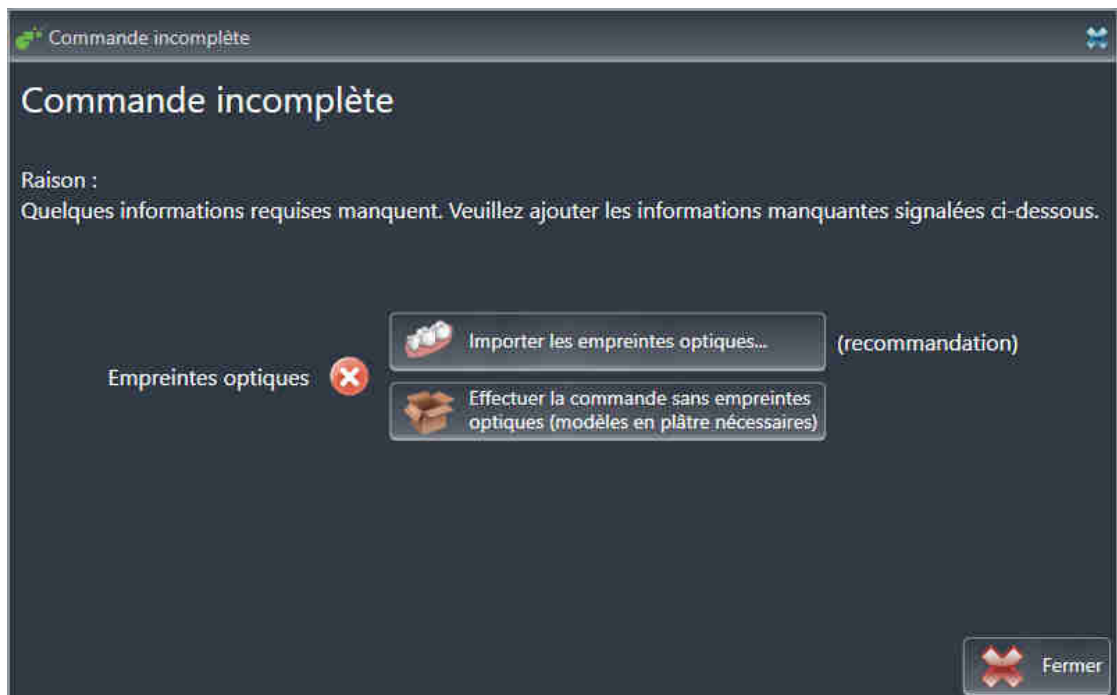 Commande incomplète
Commande incomplète
Raison :
Quelques informations requises manquent. Veuillez ajouter les informations manquantes signalées ci-dessous.
Empreintes optiques
Importer les empreintes optiques...
(recommandation)
Effectuer la commande sans empreintes
optiques (modèles en plâtre nécessaires)
Fermer